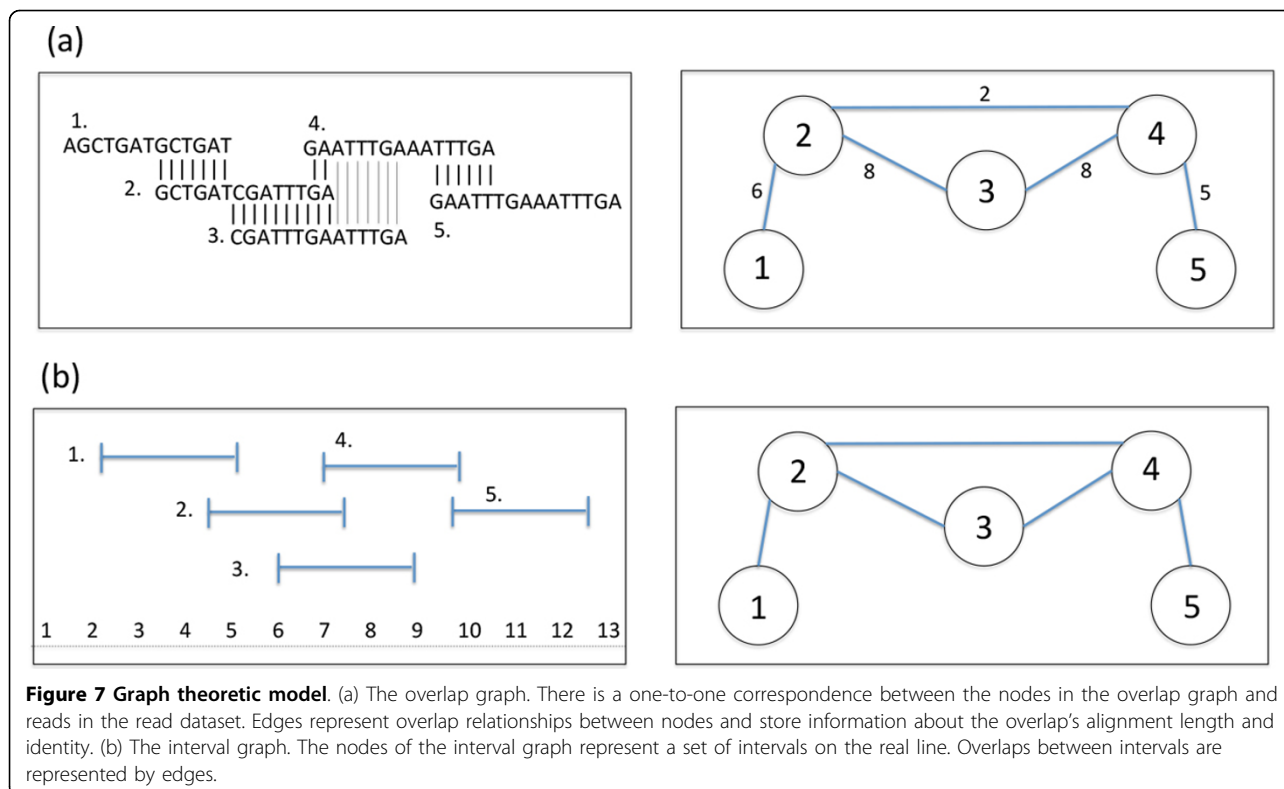 (a)
1.
AGCTGATGCTGAT
4.
GAATTTGAAATTTGA
2. GCTGATCGATTTGA
GAATTTGAAATTTGA
3. CGATTTGAATTTGA
5.
2
2
4
6
8
3
8
5
1
5
(b)
1.
4.
2.
5.
3.
1 2 3 4 5 6 7 8 9 10 11 12 13
2
4
3
1
5
Figure 7 Graph theoretic model. (a) The overlap graph. There is a one-to-one correspondence between the nodes in the overlap graph and
reads in the read dataset. Edges represent overlap relationships between nodes and store information about the overlap's alignment length and
identity. (b) The interval graph. The nodes of the interval graph represent a set of intervals on the real line. Overlaps between intervals are
represented by edges.